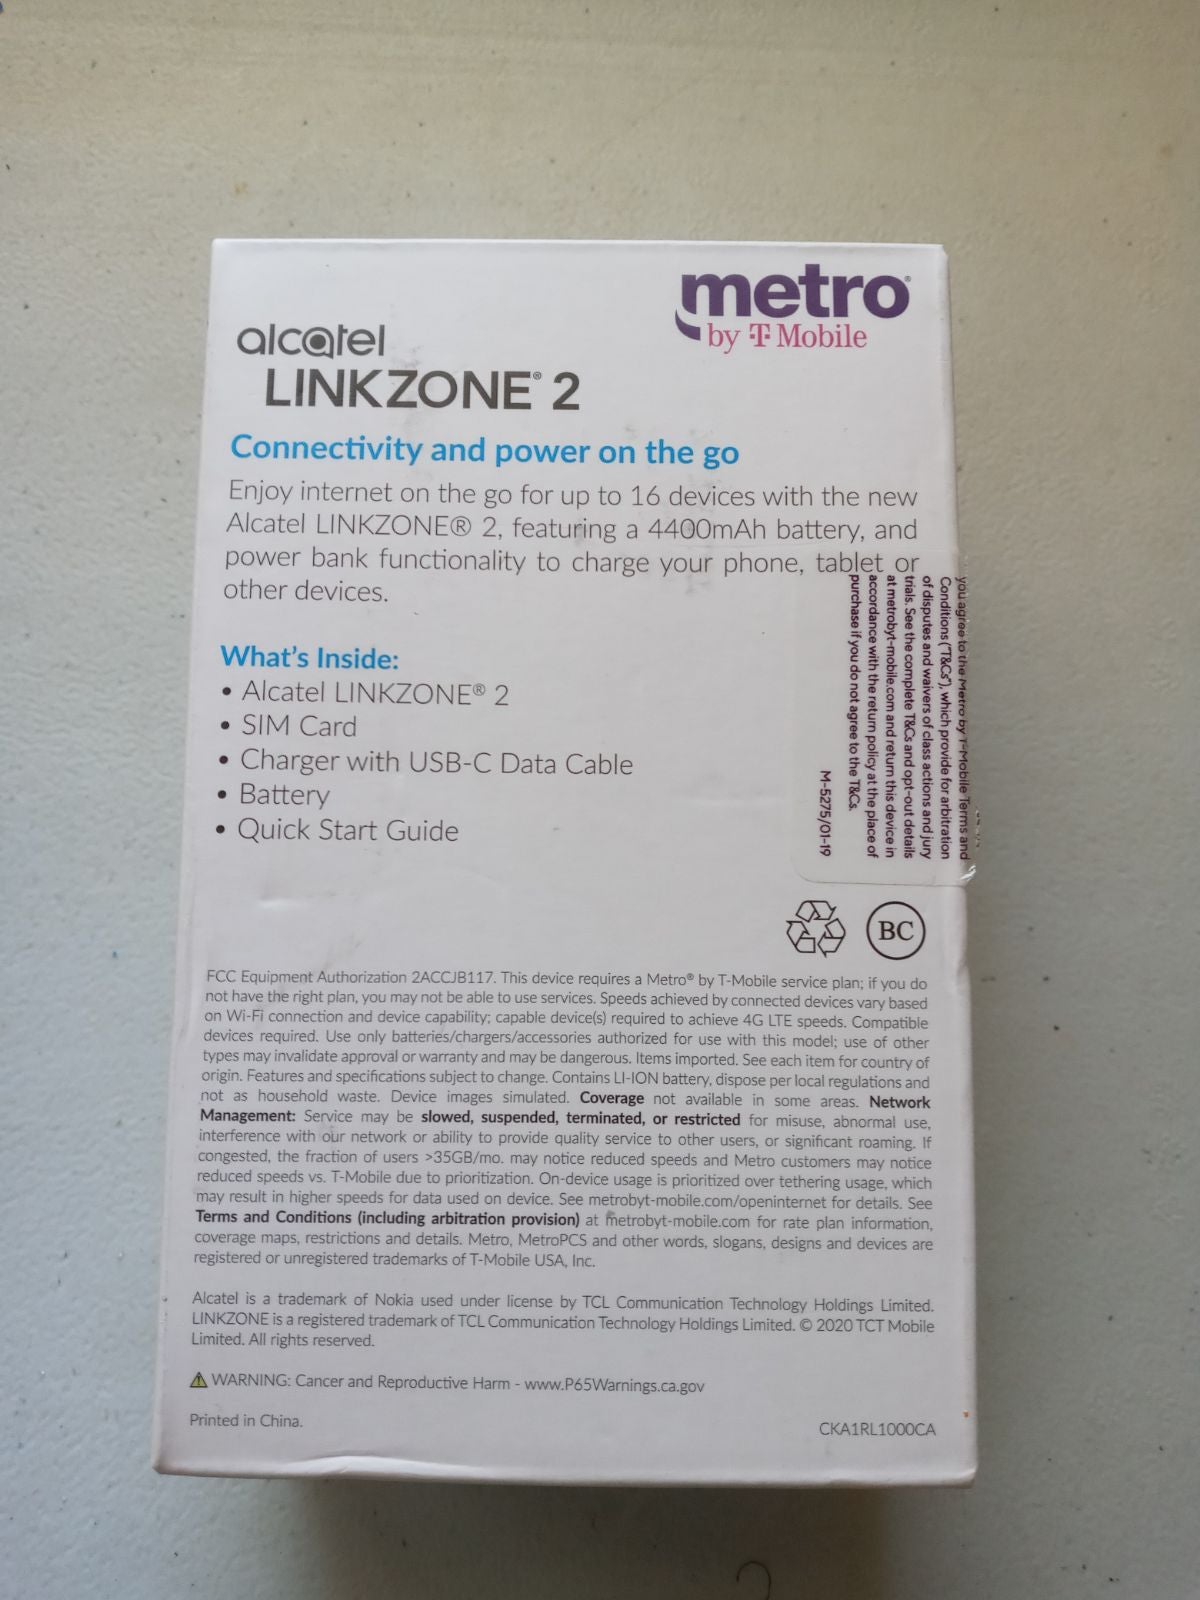 metro®
by T Mobile
alcatel
LINKZONE® 2
Connectivity and power on the go
Enjoy internet on the go for up to 16 devices with the new
Alcatel LINKZONE® 2, featuring a 4400mAh battery, and
power bank functionality to charge your phone, tablet or
other devices.
What's Inside:
• Alcatel LINKZONE® 2
• SIM Card
• Charger with USB-C Data Cable
• Battery
• Quick Start Guide
you agree to the Metro by T-Mobile Terms and
Conditions ("T&Cs"), which provide for arbitration
of disputes and waivers of class actions and jury
trials. See the complete T&Cs and opt-out details
at metrobyt-mobile.com and return this device in
accordance with the return policy at the place of
purchase if you do not agree to the T&Cs.
M-5275/01-19
BC
FCC Equipment Authorization 2ACCJB117. This device requires a Metro® by T-Mobile service plan; if you do
not have the right plan, you may not be able to use services. Speeds achieved by connected devices vary based
on Wi-Fi connection and device capability; capable device(s) required to achieve 4G LTE speeds. Compatible
devices required. Use only batteries/chargers/accessories authorized for use with this model; use of other
types may invalidate approval or warranty and may be dangerous. Items imported. See each item for country of
origin. Features and specifications subject to change. Contains LI-ION battery, dispose per local regulations and
not as household waste. Device images simulated. Coverage not available in some areas. Network
Management: Service may be slowed, suspended, terminated, or restricted for misuse, abnormal use,
interference with our network or ability to provide quality service to other users, or significant roaming. If
congested, the fraction of users >35GB/mo. may notice reduced speeds and Metro customers may notice
reduced speeds vs. T-Mobile due to prioritization. On-device usage is prioritized over tethering usage, which
may result in higher speeds for data used on device. See metrobyt-mobile.com/openinternet for details. See
Terms and Conditions (including arbitration provision) at metrobyt-mobile.com for rate plan information,
coverage maps, restrictions and details. Metro, MetroPCS and other words, slogans, designs and devices are
registered or unregistered trademarks of T-Mobile USA, Inc.
Alcatel is a trademark of Nokia used under license by TCL Communication Technology Holdings Limited.
LINKZONE is a registered trademark of TCL Communication Technology Holdings Limited. © 2020 TCT Mobile
Limited. All rights reserved.
WARNING: Cancer and Reproductive Harm - www.P65Warnings.ca.gov
Printed in China.
CKA1RL1000CA